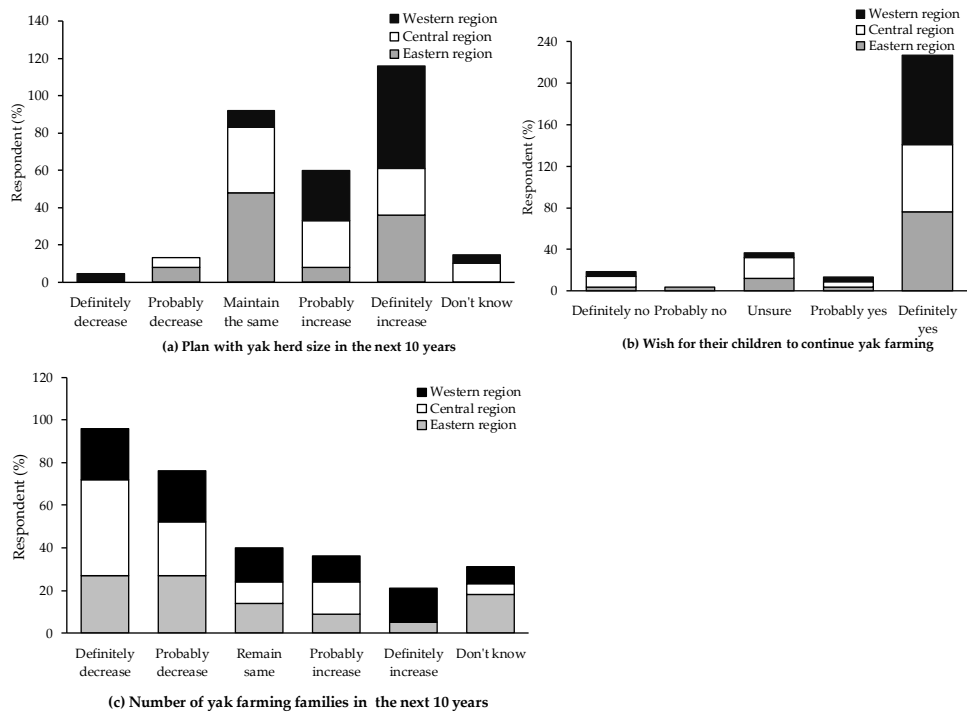 140
120
100
80
60
40
20
0
Respondent (%)
Western region
Central region
Eastern region
Definitely decrease
Probably decrease
Maintain the same
Probably increase
Definitely increase
Don't know
(a) Plan with yak herd size in the next 10 years
240
200
160
120
80
40
0
Respondent (%)
Western region
Central region
Eastern region
Definitely no
Probably no
Unsure
Probably yes
Definitely yes
(b) Wish for their children to continue yak farming
120
100
80
60
40
20
0
Respondent (%)
Western region
Central region
Eastern region
Definitely decrease
Probably decrease
Remain same
Probably increase
Definitely increase
Don't know
(c) Number of yak farming families in the next 10 years